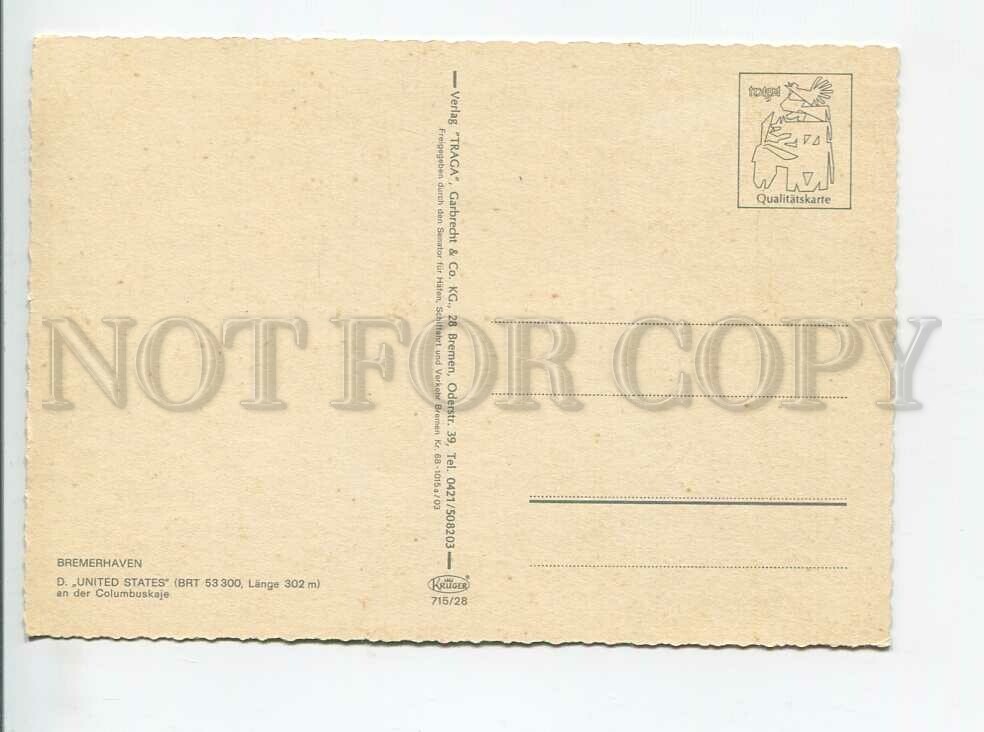 BREMERHAVEN
D. „UNITED STATES" (BRT 53 300, Länge 302 m)
an der Columbuskaje
Verlag "TRAGA", Garbrecht & Co. KG., 28 Bremen, Oderstr. 39, Tel. 0421/508203
Freigegeben durch den Senator für Häfen, Schiffahrt und Verkehr Bremen Kr. 68-1015 a/03
KRÜGER
715/28
Qualitätskarte
NOT FOR COPY